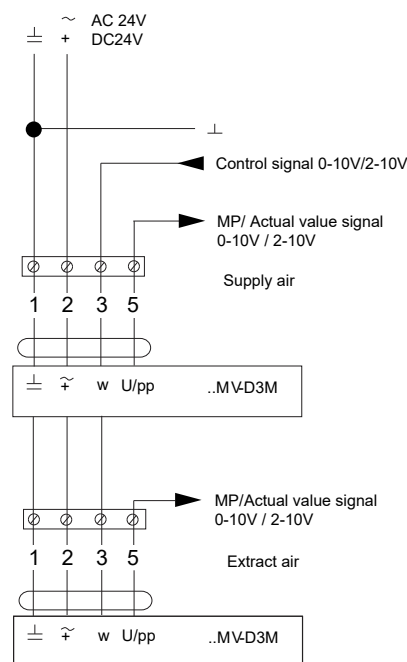 ~ AC 24V
+ DC24V
Control signal 0-10V/2-10V
MP/ Actual value signal
0-10V / 2-10V
Supply air
1 2 3 5
~
+ w U/pp ..MV-D3M
MP/Actual value signal
0-10V / 2-10V
1 2 3 5
Extract air
~
+ w U/pp ..MV-D3M